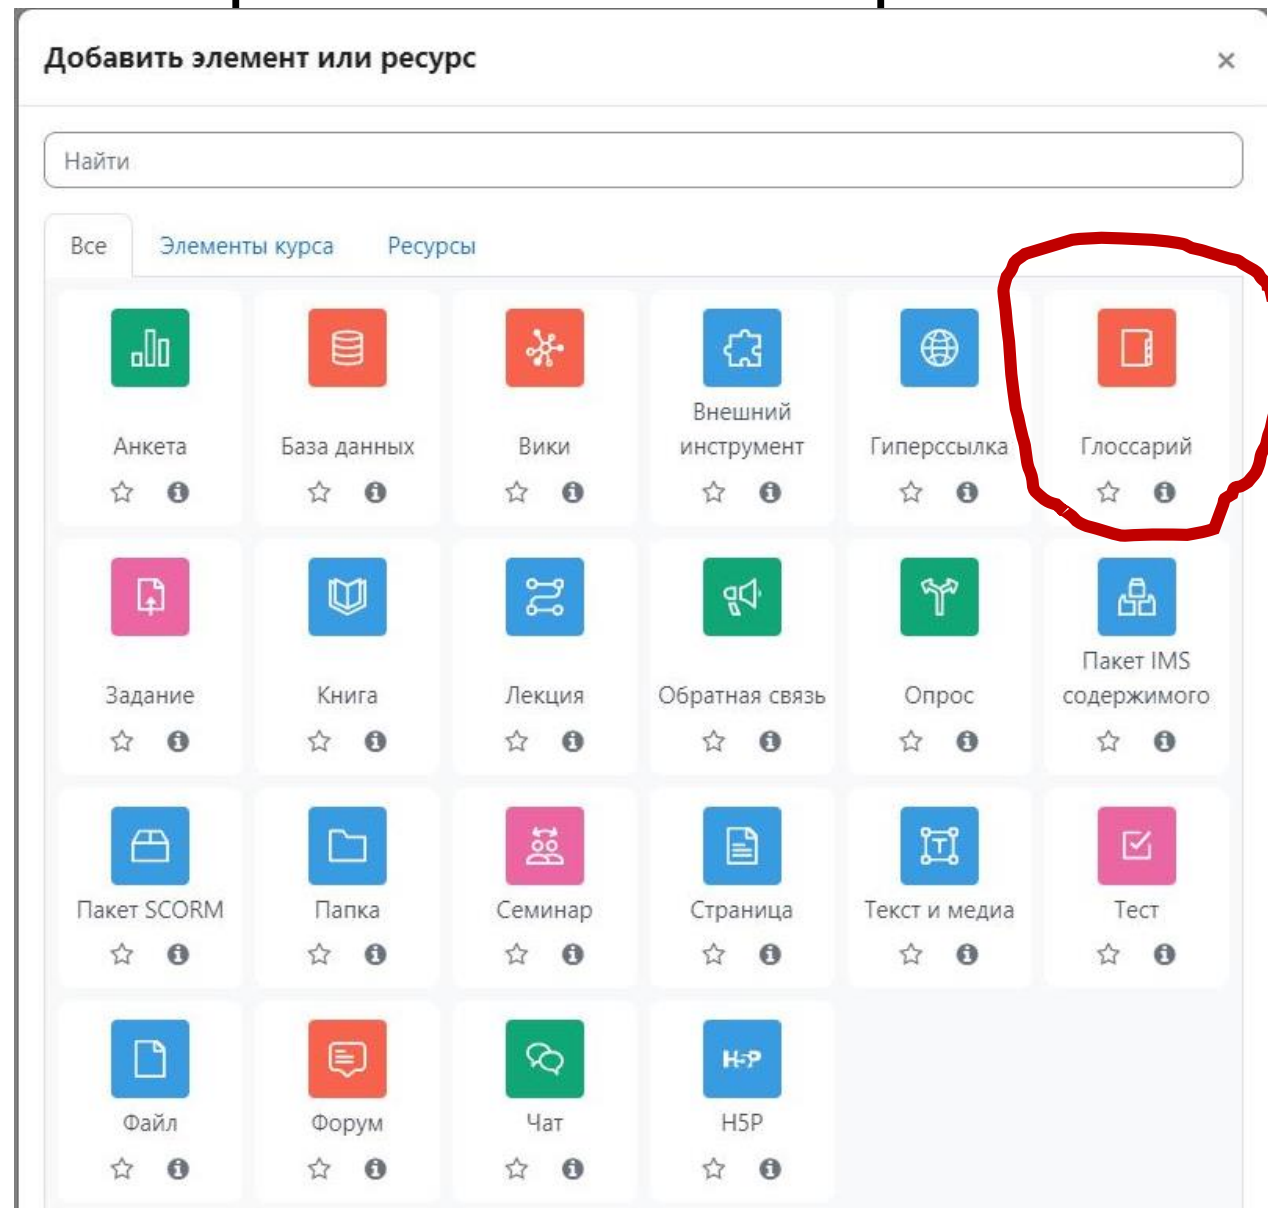 Добавить элемент или ресурс
Найти
Все Элементы курса Ресурсы
Анкета
База данных
Вики
Внешний
инструмент
Гиперссылка
Глоссарий
Задание
Книга
Лекция
Обратная связь
Опрос
Пакет IMS
содержимого
Пакет SCORM
Папка
Семинар
Страница
Текст и медиа
Тест
Файл
Форум
Чат
H5P
H5P